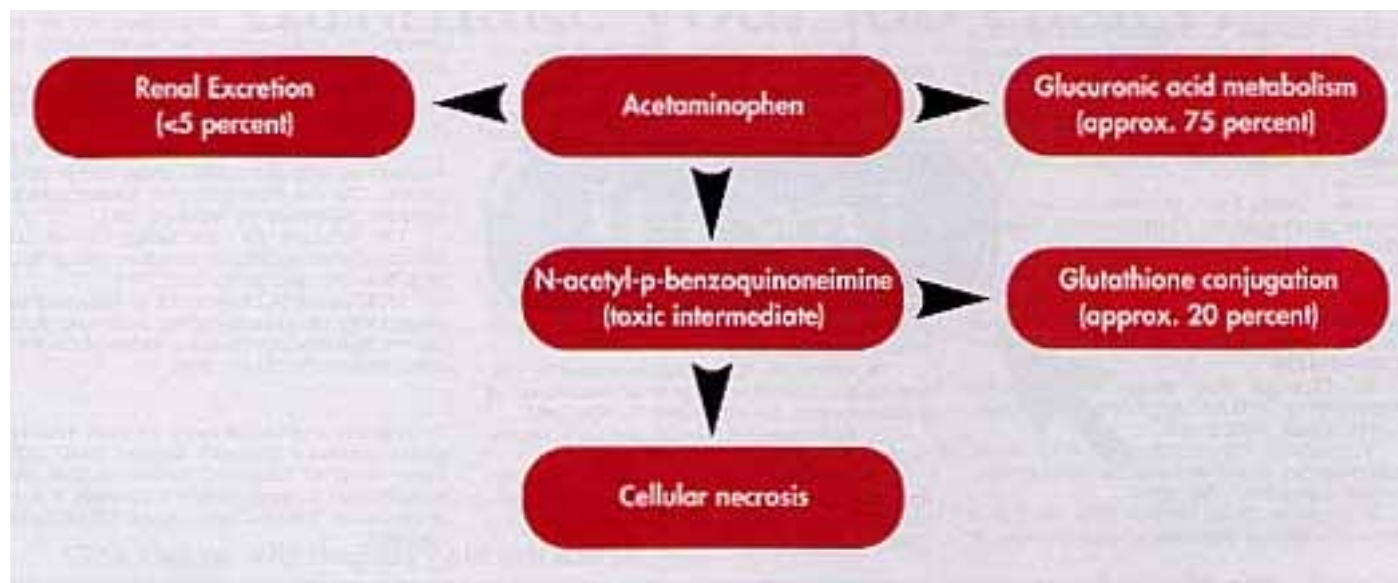 Renal Excretion
(<5 percent)
Acetaminophen
Glucuronic acid metabolism
(approx. 75 percent)
N-acetyl-p-benzoquinoneimine
(toxic intermediate)
Glutathione conjugation
(approx. 20 percent)
Cellular necrosis